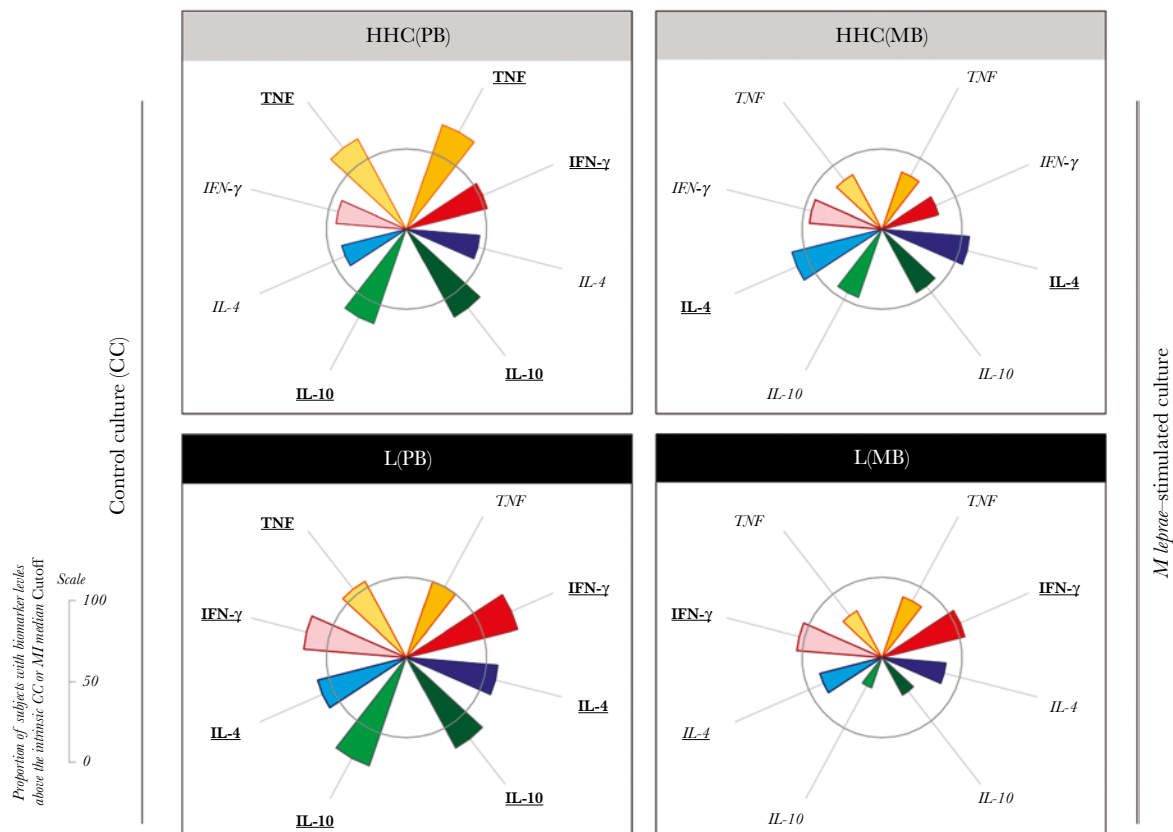 HHC(PB)
TNF
TNF
IFN-γ
IFN-γ
IL-4
IL-4
IL-10
IL-10
HHC(MB)
TNF
TNF
IFN-γ
IFN-γ
IL-4
IL-4
IL-10
IL-10
L(PB)
TNF
TNF
IFN-γ
IFN-γ
IL-4
IL-4
IL-10
IL-10
L(MB)
TNF
TNF
IFN-γ
IFN-γ
IL-4
IL-4
IL-10
IL-10
Control culture (CC)
M leprae–stimulated culture
Proportion of subjects with biomarker levles
above the intrinsic CC or MI median Cutoff
Scale
100
50
0